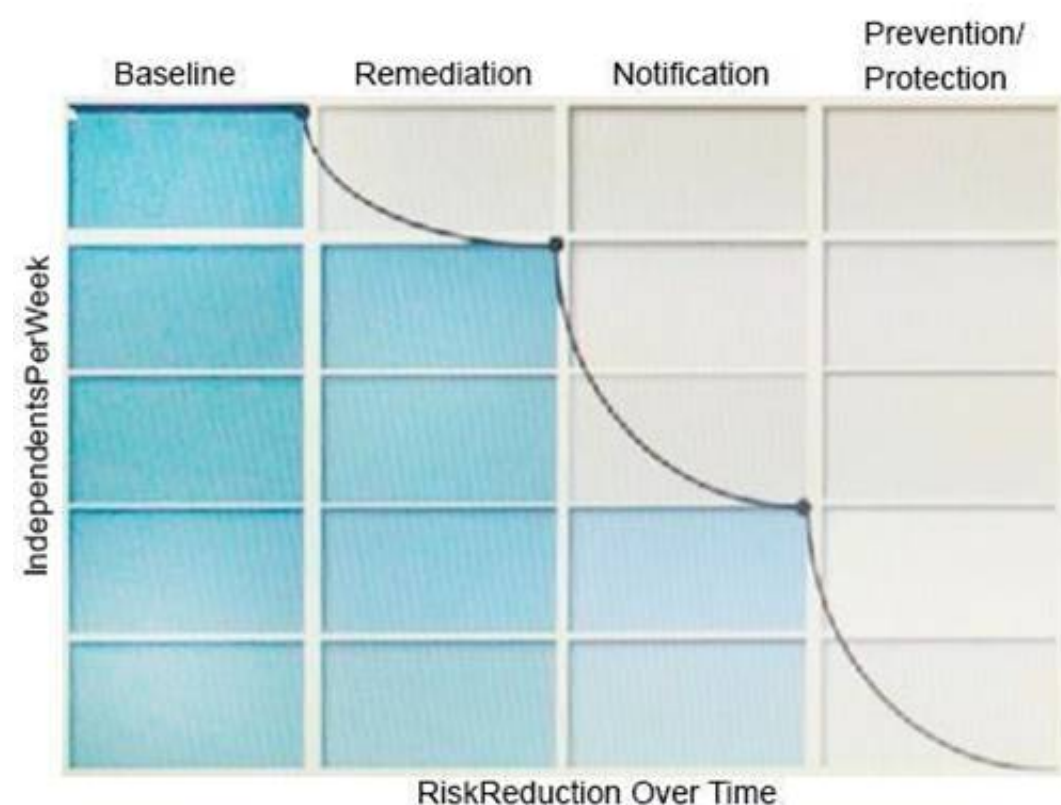 Prevention/
Baseline Remediation Notification Protection
IndependentsPerWeek
RiskReduction Over Time